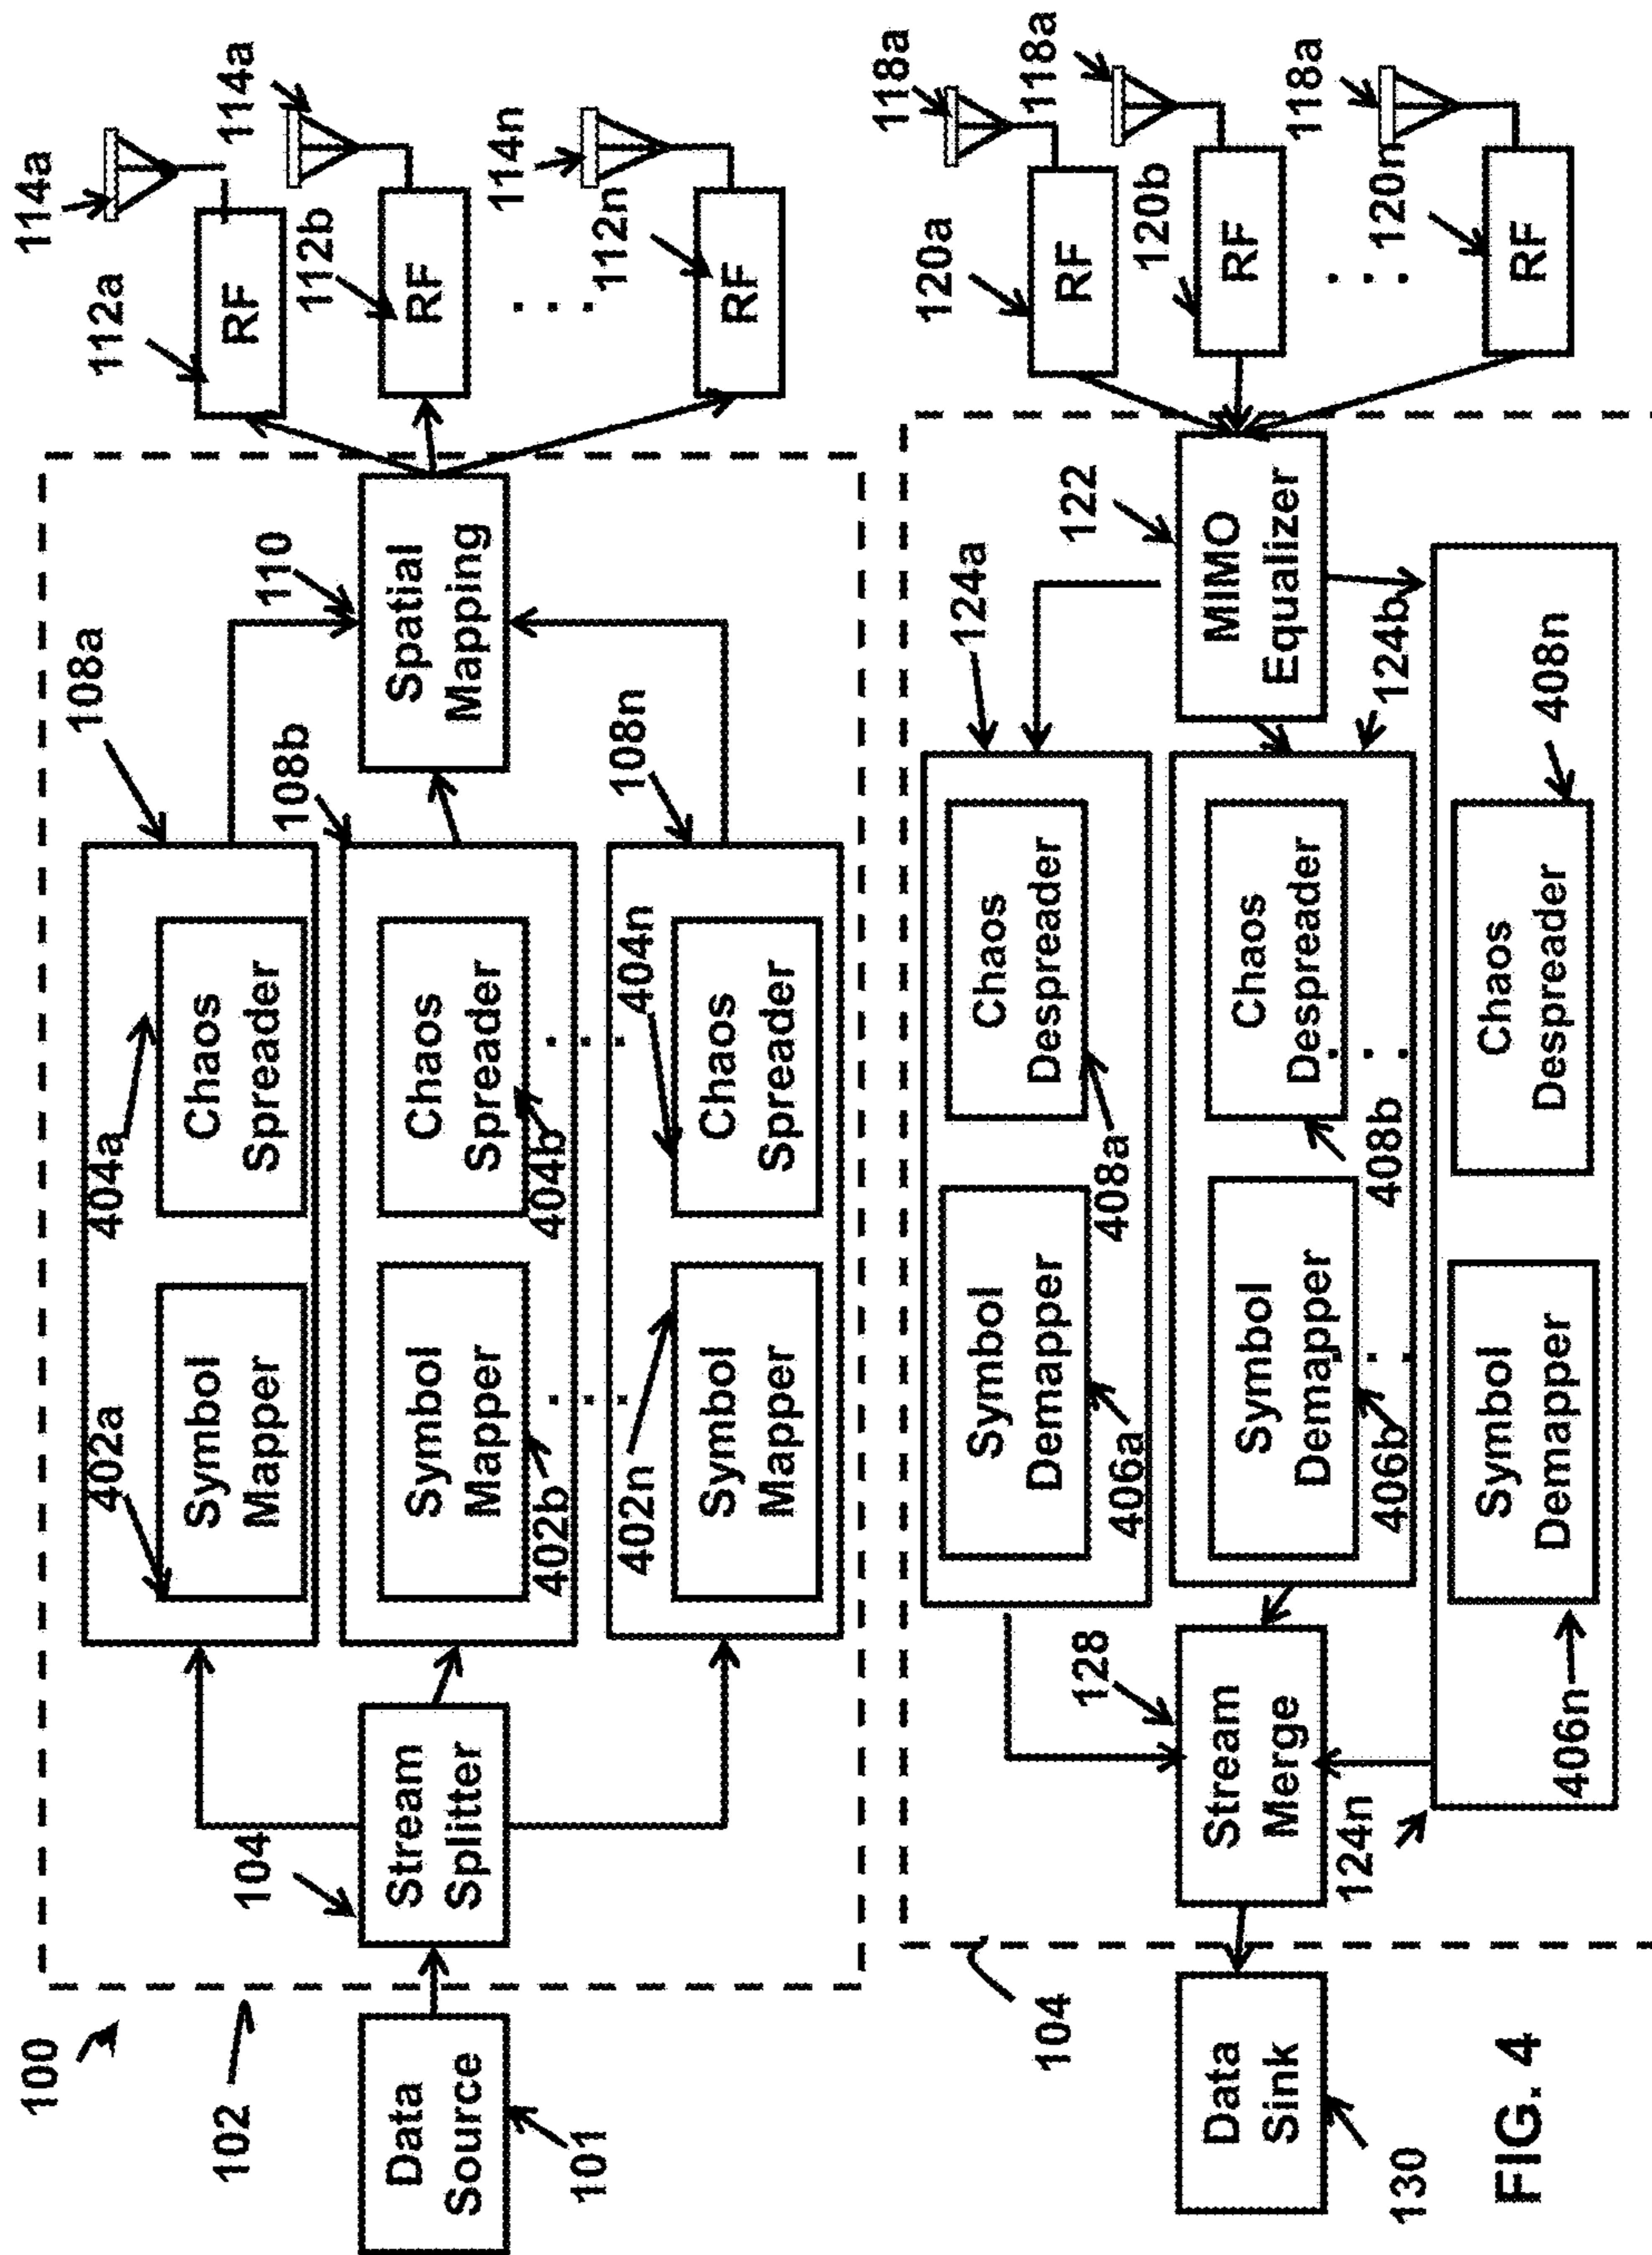 100
102
Data
Source
101
104
Stream
Splitter
402a
Symbol
Mapper
404a
Chaos
Spreader
108a
Symbol
Mapper
402b
Chaos
Spreader
404b
108b
. . .
. . .
402n
Symbol
Mapper
404n
Chaos
Spreader
108n
110
Spatial
Mapping
112a
RF
114a
112b
RF
114a
. . .
112n
RF
114n
104
Data
Sink
130
128
Stream
Merge
124n
Symbol
Demapper
406a
Chaos
Despreader
408a
124a
Symbol
Demapper
406b
Chaos
Despreader
408b
124b
. . .
. . .
406n
Symbol
Demapper
Chaos
Despreader
408n
122
MIMO
Equalizer
120a
RF
118a
120b
RF
118a
. . .
120n
RF
118a
FIG. 4